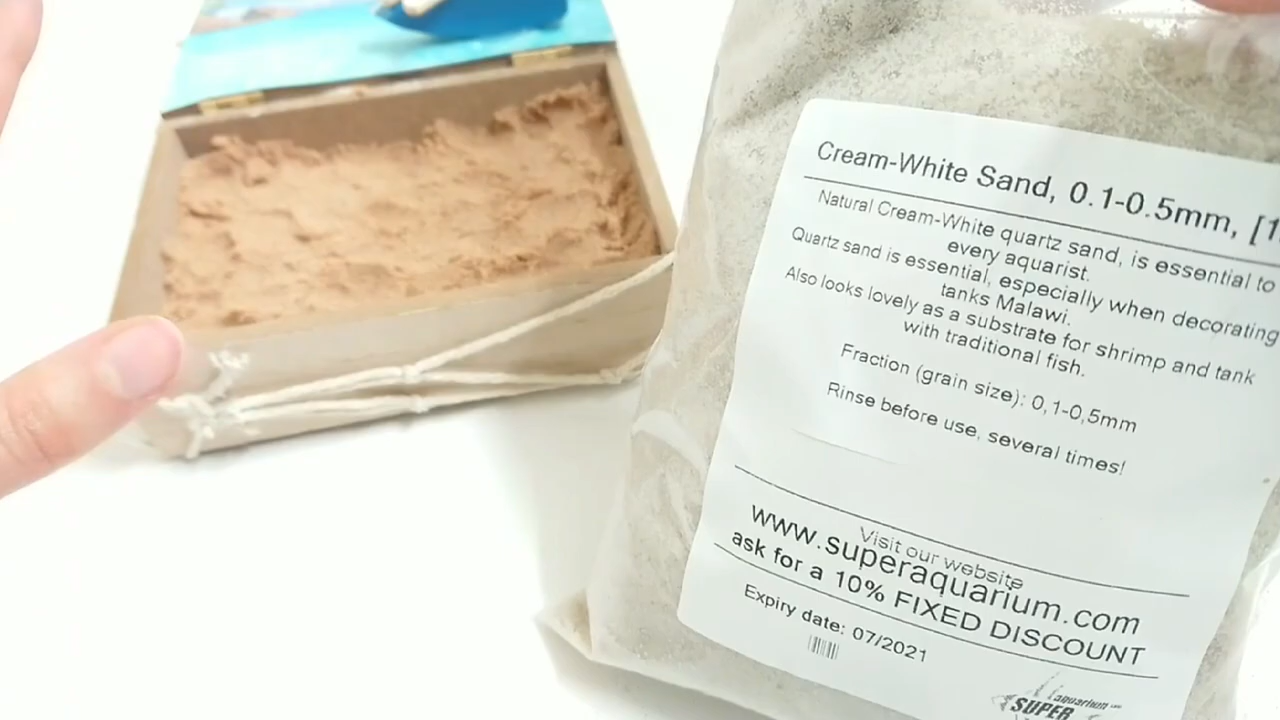 Cream-White Sand, 0.1-0.5mm, [1
Natural Cream-White quartz sand, is essential to
every aquarist.
Quartz sand is essential, especially when decorating
tanks Malawi.
Also looks lovely as a substrate for shrimp and tank
with traditional fish.
Fraction (grain size): 0,1-0,5mm
Rinse before use, several times!
Visit our website
www.superaquarium.com
ask for a 10% FIXED DISCOUNT
Expiry date: 07/2021
aquarium
SUPER